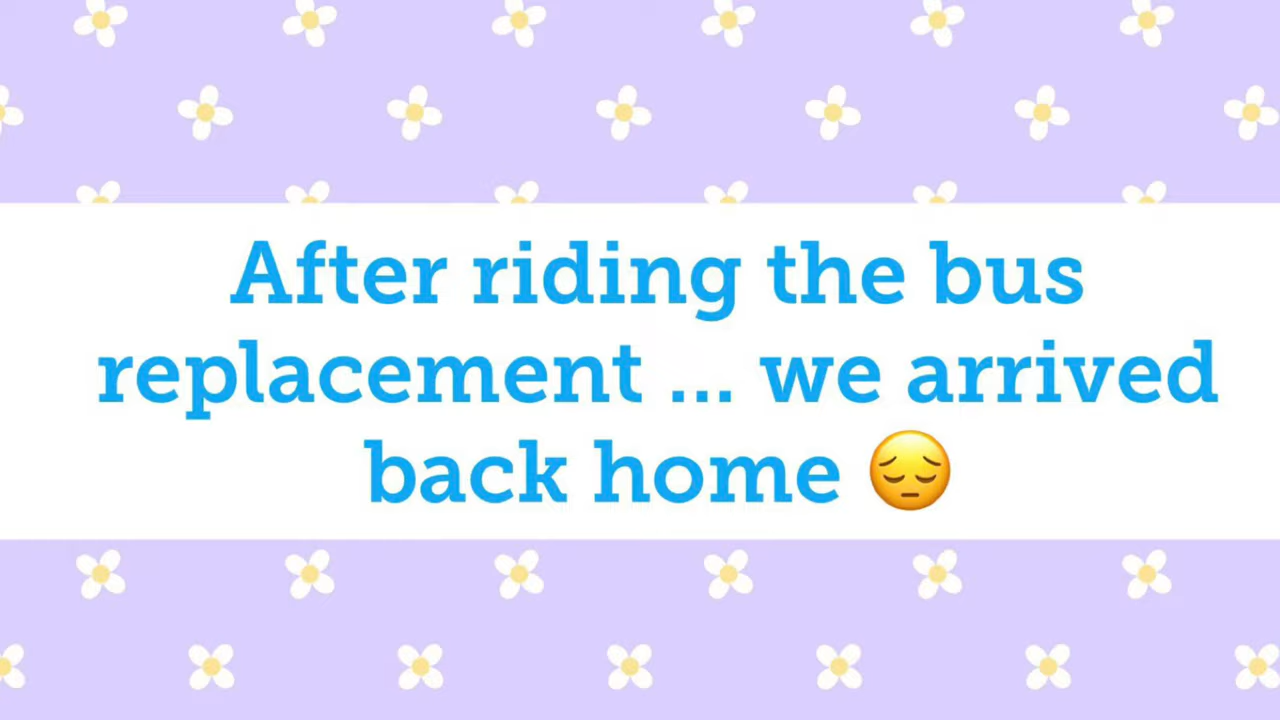 After riding the bus
replacement ... we arrived
back home 😔